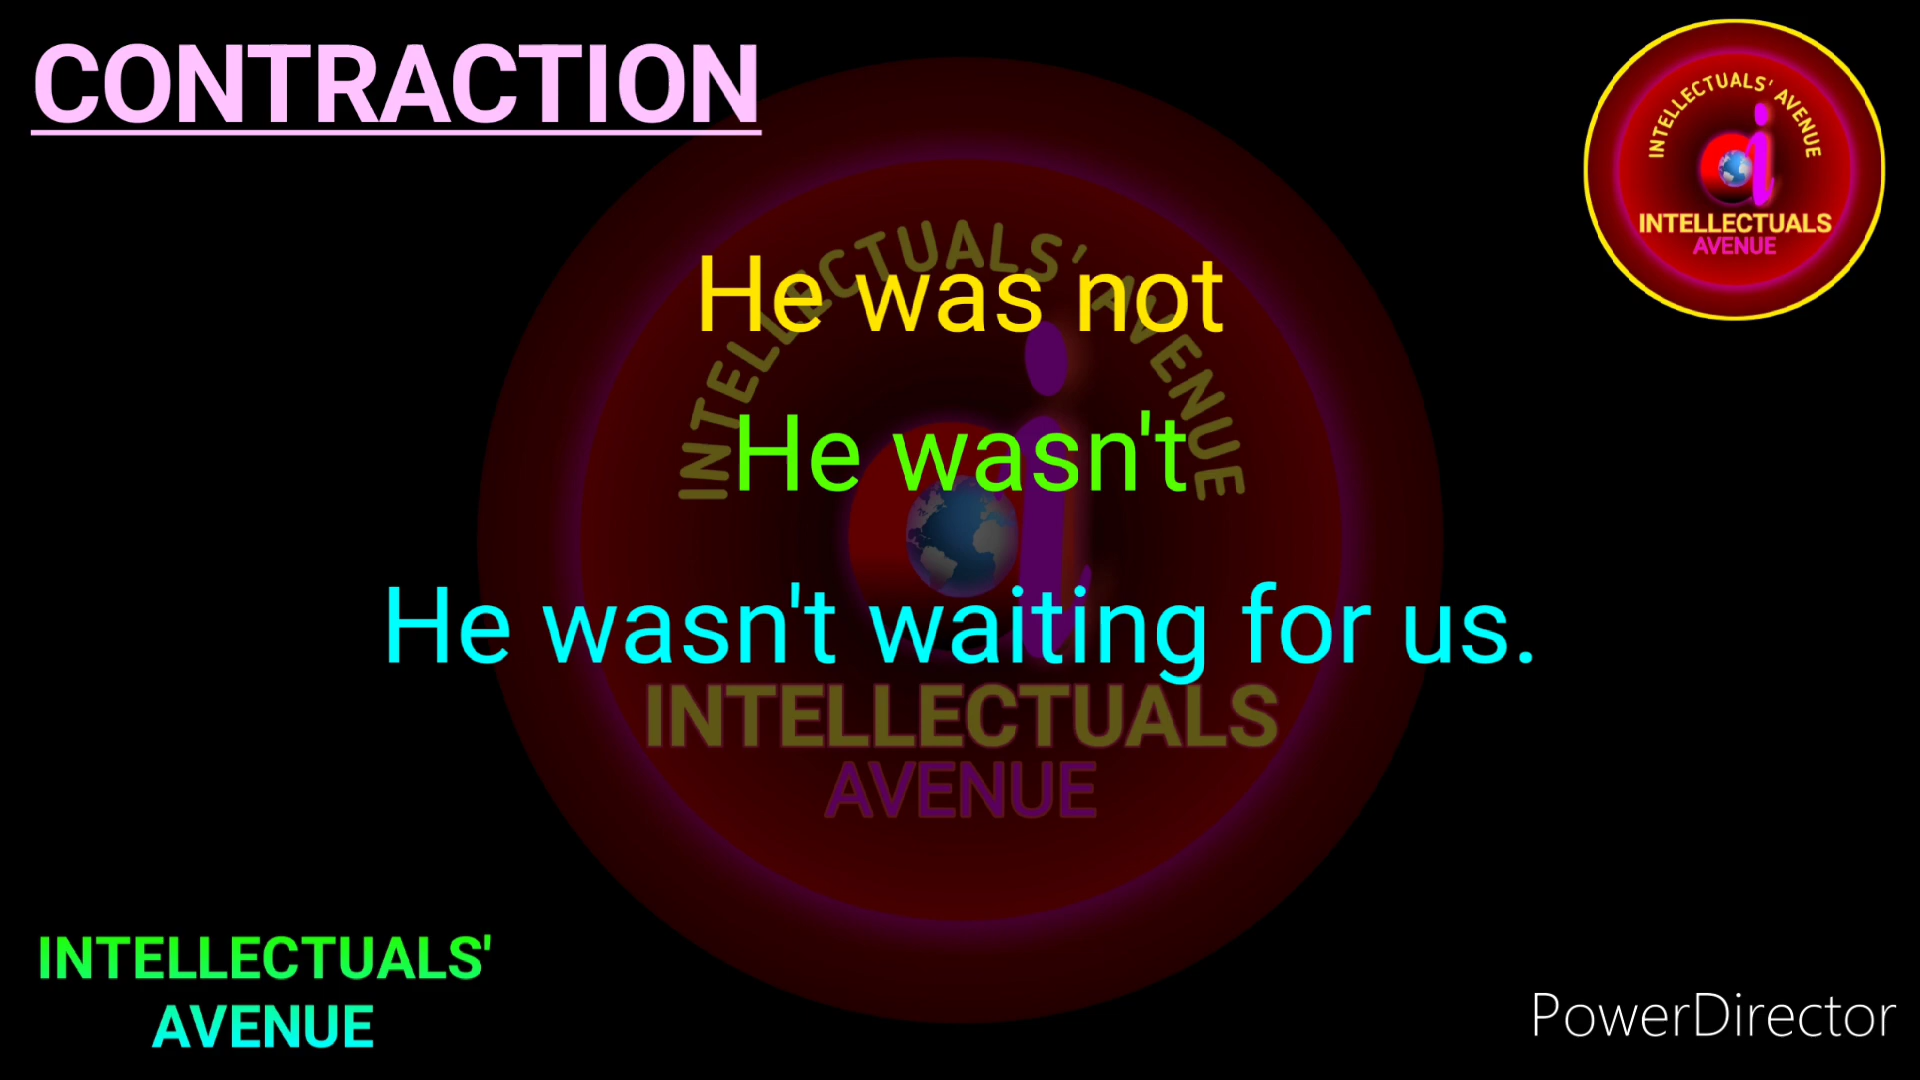 CONTRACTION
INTELLECTUALS' AVENUE
INTELLECTUALS
AVENUE
He was not
He wasn't
He wasn't waiting for us.
INTELLECTUALS' AVENUE
INTELLECTUALS
AVENUE
INTELLECTUALS'
AVENUE
PowerDirector